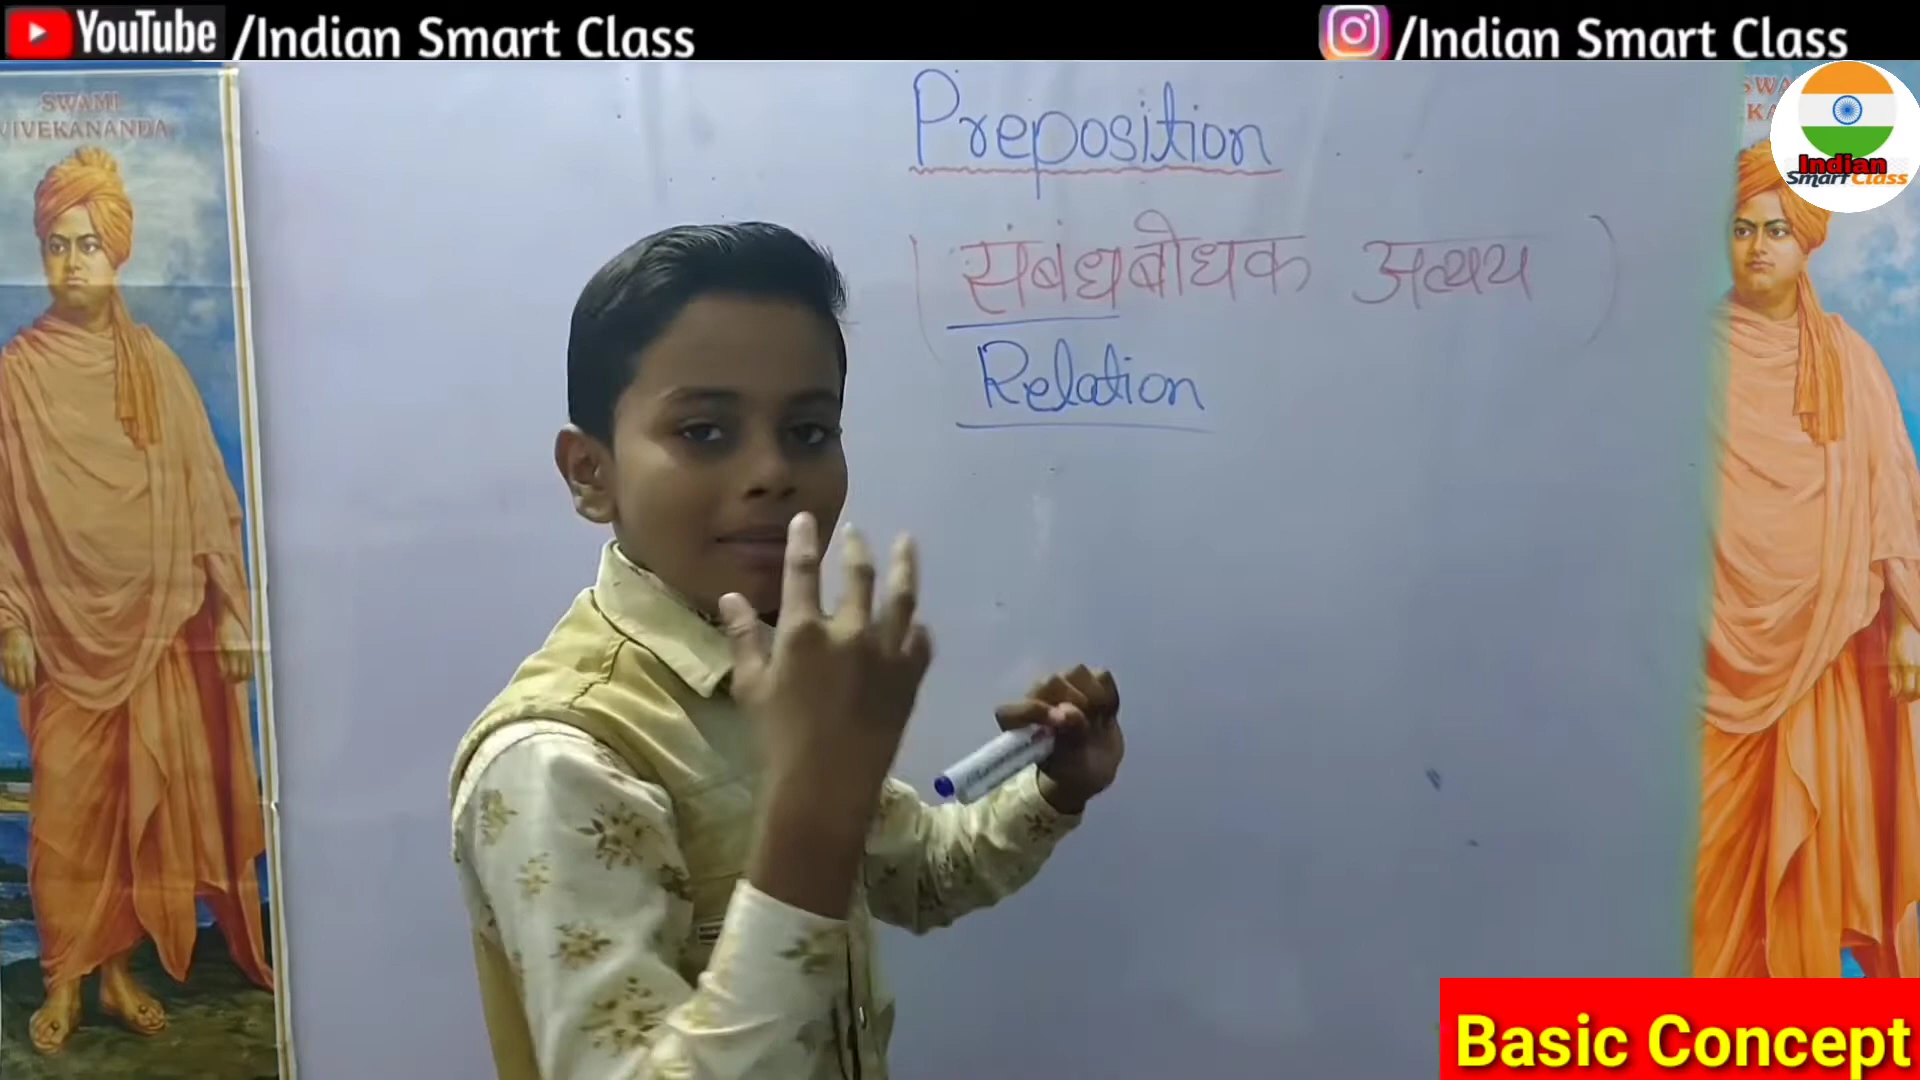 YouTube /Indian Smart Class
/Indian Smart Class
SWAMI
VIVEKANANDA
Indian
Smart Class
Preposition
( संबंधबोधक अव्यय )
Relation
Basic Concept